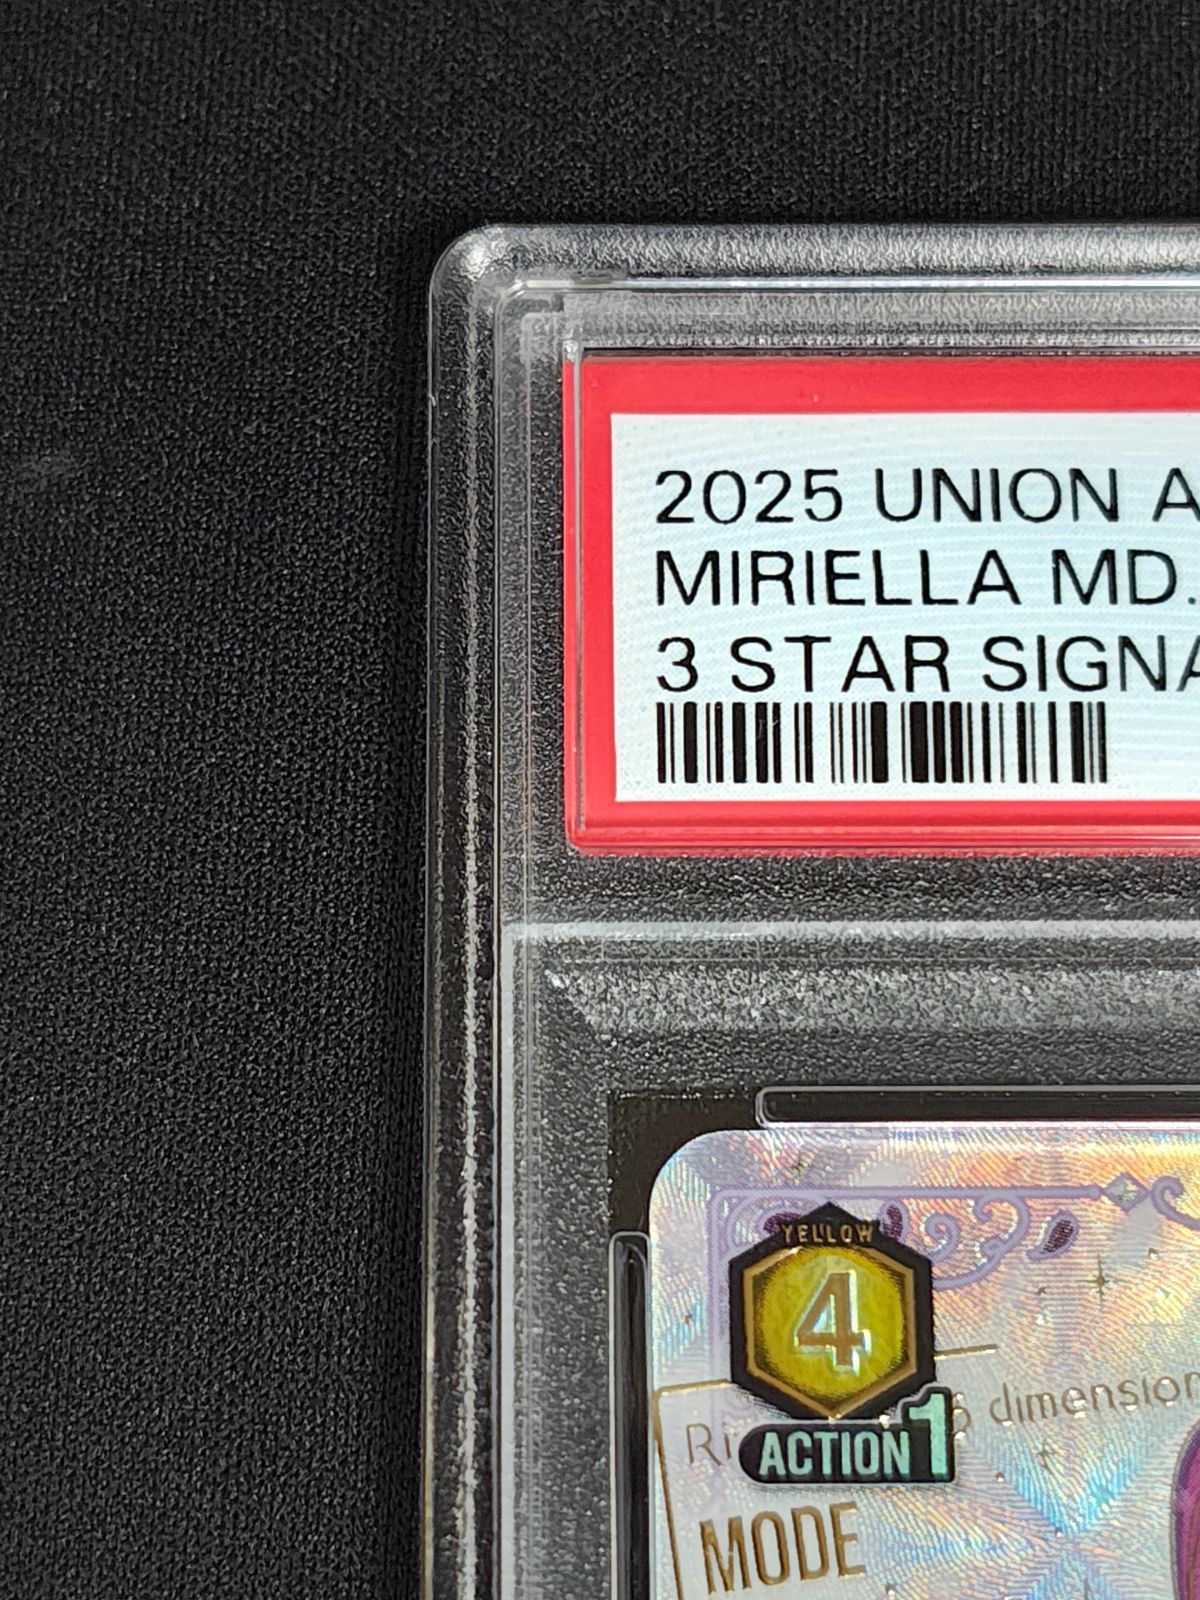 2025 UNION A
MIRIELLA MD.
3 STAR SIGNA
YELLOW
4
dimension
ACTION 1
MODE